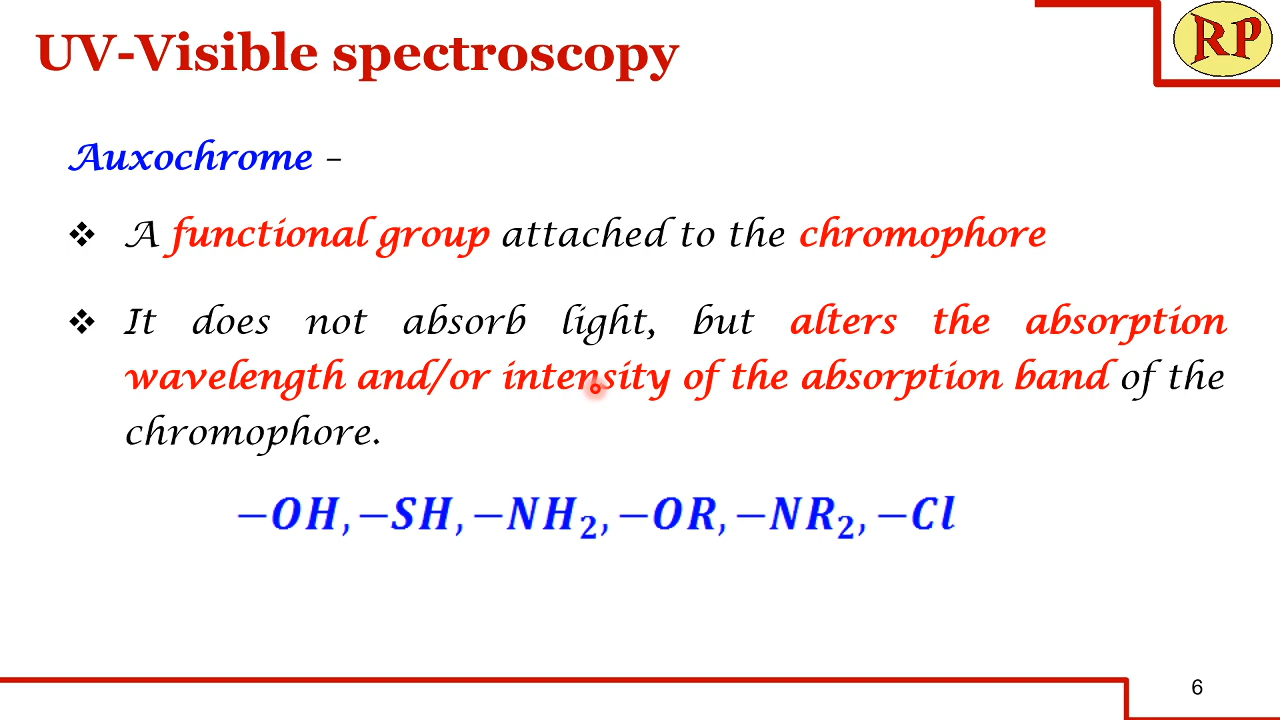 UV-Visible spectroscopy
RP
Auxochrome –
❖ A functional group attached to the chromophore
❖ It does not absorb light, but alters the absorption
wavelength and/or intensity of the absorption band of the
chromophore.
−OH, −SH, −NH₂, −OR, −NR₂, −Cl
6